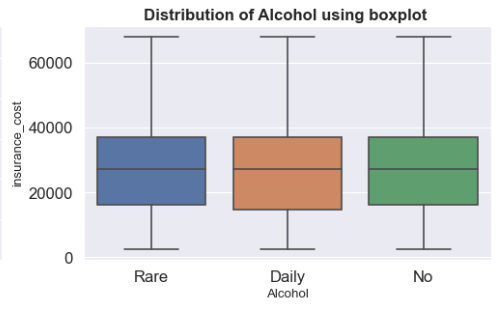 Distribution of Alcohol using boxplot
insurance_cost
60000
40000
20000
0
Rare Daily No
Alcohol